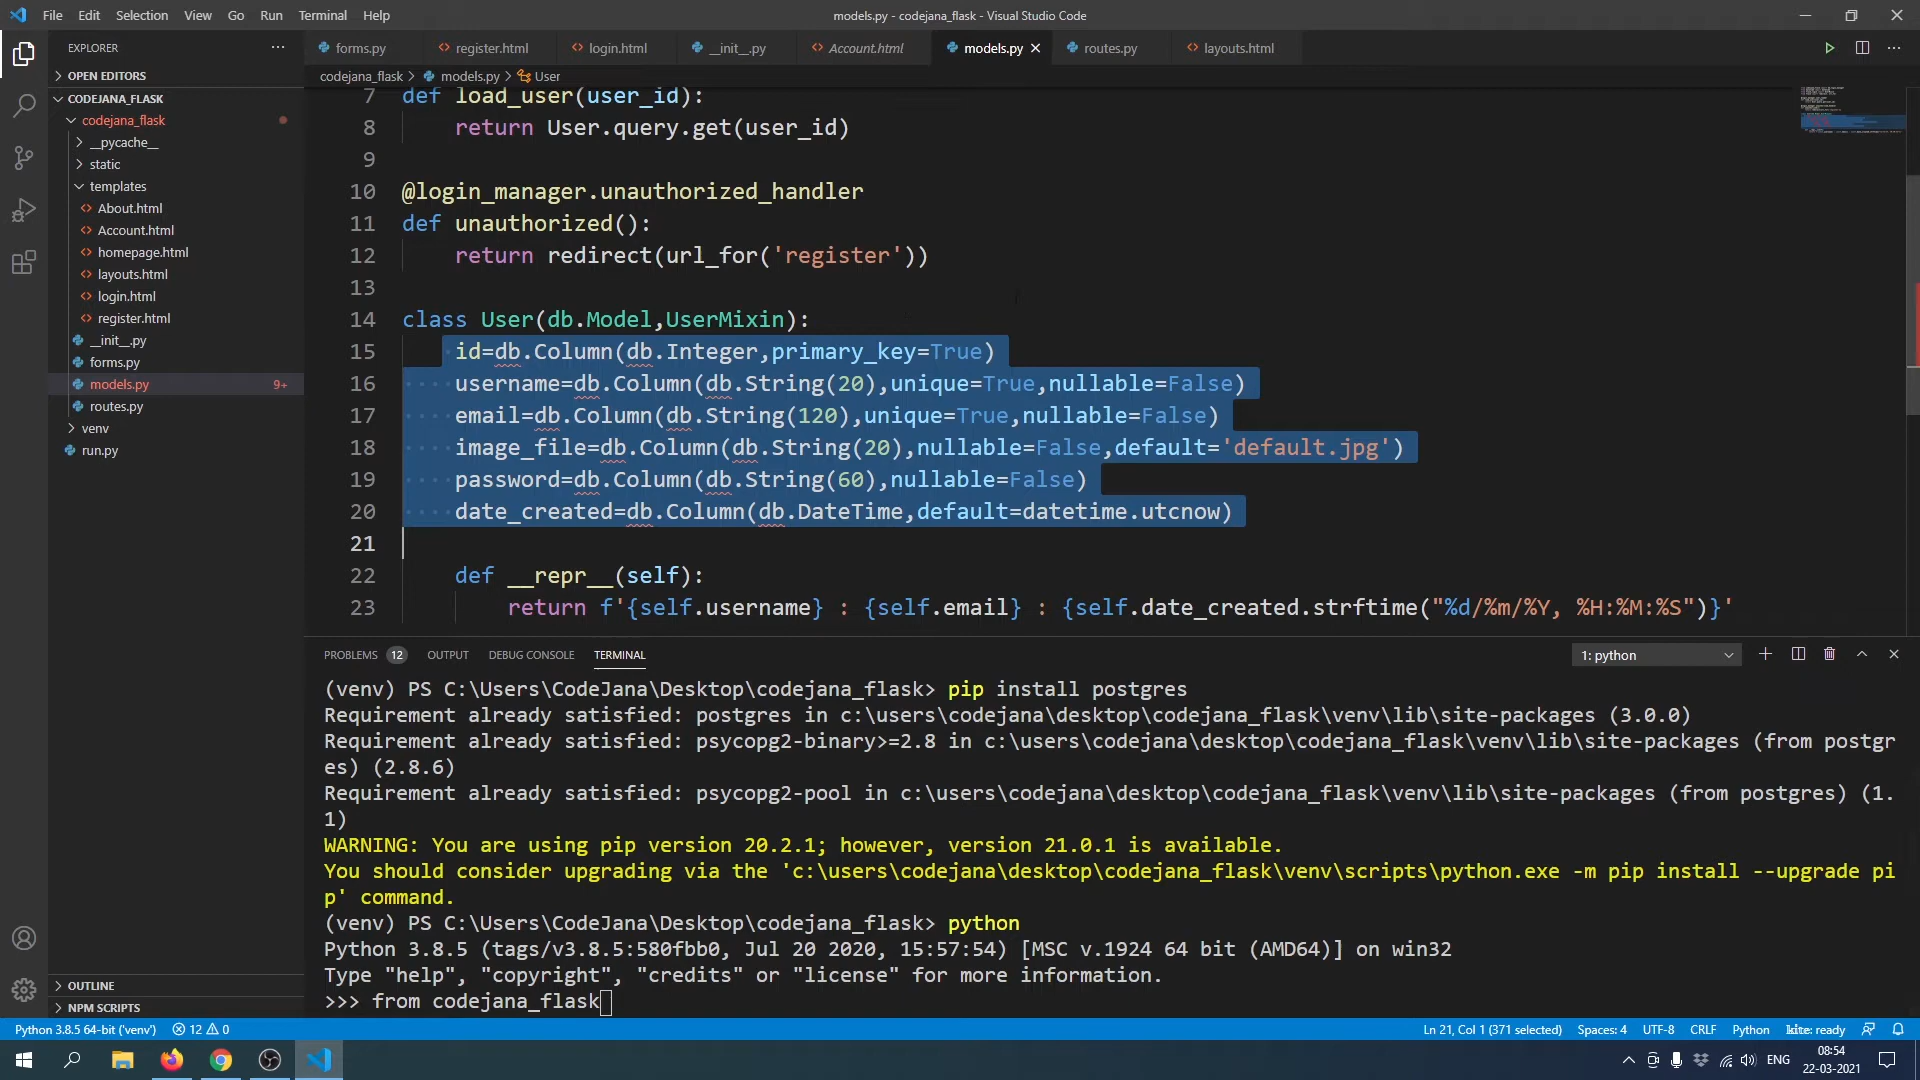 File Edit Selection View Go Run Terminal Help
models.py - codejana_flask - Visual Studio Code
EXPLORER
OPEN EDITORS
CODEJANA_FLASK
codejana_flask
__pycache__
static
templates
About.html
Account.html
homepage.html
layouts.html
login.html
register.html
__init__.py
forms.py
models.py 9+
routes.py
venv
run.py
OUTLINE
NPM SCRIPTS
forms.py register.html login.html __init__.py Account.html models.py routes.py layouts.html
codejana_flask > models.py > User
7 def load_user(user_id):
8 return User.query.get(user_id)
9
10 @login_manager.unauthorized_handler
11 def unauthorized():
12 return redirect(url_for('register'))
13
14 class User(db.Model,UserMixin):
15 id=db.Column(db.Integer,primary_key=True)
16 username=db.Column(db.String(20),unique=True,nullable=False)
17 email=db.Column(db.String(120),unique=True,nullable=False)
18 image_file=db.Column(db.String(20),nullable=False,default='default.jpg')
19 password=db.Column(db.String(60),nullable=False)
20 date_created=db.Column(db.DateTime,default=datetime.utcnow)
21
22 def __repr__(self):
23 return f'{self.username} : {self.email} : {self.date_created.strftime("%d/%m/%Y, %H:%M:%S")}'
PROBLEMS 12 OUTPUT DEBUG CONSOLE TERMINAL 1: python
(venv) PS C:\Users\CodeJana\Desktop\codejana_flask> pip install postgres
Requirement already satisfied: postgres in c:\users\codejana\desktop\codejana_flask\venv\lib\site-packages (3.0.0)
Requirement already satisfied: psycopg2-binary>=2.8 in c:\users\codejana\desktop\codejana_flask\venv\lib\site-packages (from postgr
es) (2.8.6)
Requirement already satisfied: psycopg2-pool in c:\users\codejana\desktop\codejana_flask\venv\lib\site-packages (from postgres) (1.
1)
WARNING: You are using pip version 20.2.1; however, version 21.0.1 is available.
You should consider upgrading via the 'c:\users\codejana\desktop\codejana_flask\venv\scripts\python.exe -m pip install --upgrade pi
p' command.
(venv) PS C:\Users\CodeJana\Desktop\codejana_flask> python
Python 3.8.5 (tags/v3.8.5:580fbb0, Jul 20 2020, 15:57:54) [MSC v.1924 64 bit (AMD64)] on win32
Type "help", "copyright", "credits" or "license" for more information.
>>> from codejana_flask
Python 3.8.5 64-bit ('venv') 12 0 Ln 21, Col 1 (371 selected) Spaces: 4 UTF-8 CRLF Python kite: ready
ENG 08:54
22-03-2021